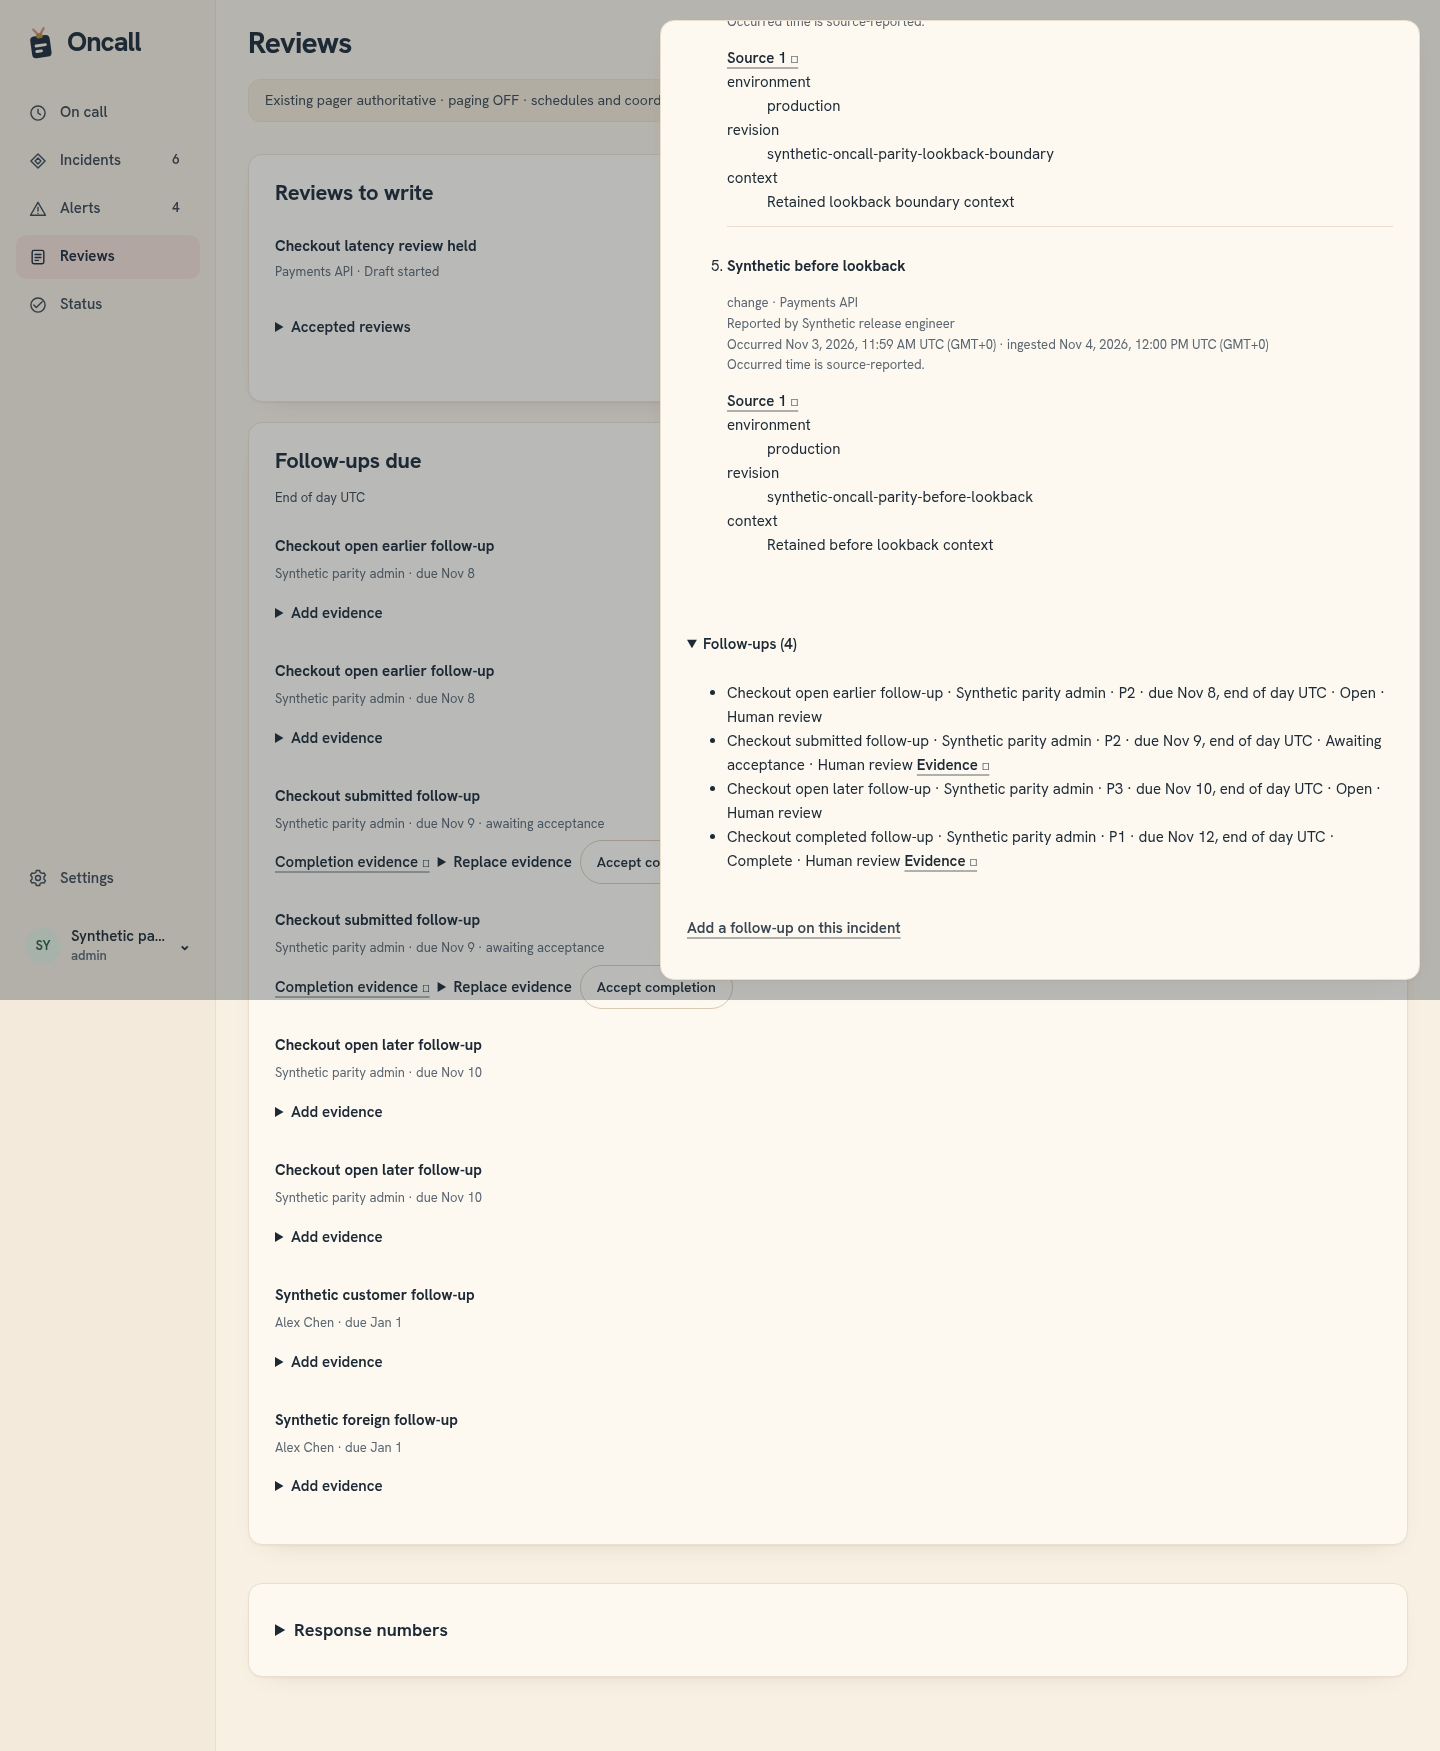 Oncall
On call
Incidents 6
Alerts 4
Reviews
Status
Settings
SY
Synthetic pa...
admin
Reviews
Existing pager authoritative · paging OFF · schedules and coord
Reviews to write
Checkout latency review held
Payments API · Draft started
Accepted reviews
Follow-ups due
End of day UTC
Checkout open earlier follow-up
Synthetic parity admin · due Nov 8
Add evidence
Checkout open earlier follow-up
Synthetic parity admin · due Nov 8
Add evidence
Checkout submitted follow-up
Synthetic parity admin · due Nov 9 · awaiting acceptance
Completion evidence Replace evidence Accept co
Checkout submitted follow-up
Synthetic parity admin · due Nov 9 · awaiting acceptance
Completion evidence Replace evidence Accept completion
Checkout open later follow-up
Synthetic parity admin · due Nov 10
Add evidence
Checkout open later follow-up
Synthetic parity admin · due Nov 10
Add evidence
Synthetic customer follow-up
Alex Chen · due Jan 1
Add evidence
Synthetic foreign follow-up
Alex Chen · due Jan 1
Add evidence
Response numbers
Occurred time is source-reported.
Source 1
environment
production
revision
synthetic-oncall-parity-lookback-boundary
context
Retained lookback boundary context
5. Synthetic before lookback
change · Payments API
Reported by Synthetic release engineer
Occurred Nov 3, 2026, 11:59 AM UTC (GMT+0) · ingested Nov 4, 2026, 12:00 PM UTC (GMT+0)
Occurred time is source-reported.
Source 1
environment
production
revision
synthetic-oncall-parity-before-lookback
context
Retained before lookback context
Follow-ups (4)
• Checkout open earlier follow-up · Synthetic parity admin · P2 · due Nov 8, end of day UTC · Open ·
Human review
• Checkout submitted follow-up · Synthetic parity admin · P2 · due Nov 9, end of day UTC · Awaiting
acceptance · Human review Evidence
• Checkout open later follow-up · Synthetic parity admin · P3 · due Nov 10, end of day UTC · Open ·
Human review
• Checkout completed follow-up · Synthetic parity admin · P1 · due Nov 12, end of day UTC ·
Complete · Human review Evidence
Add a follow-up on this incident